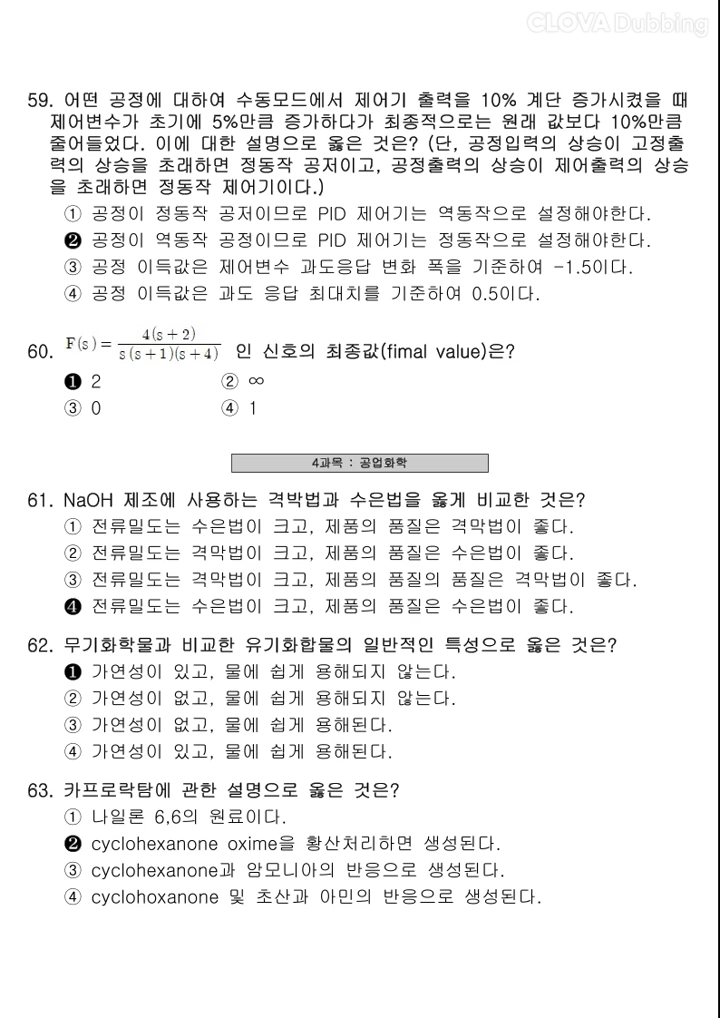 CLOVA Dubbing
59. 어떤 공정에 대하여 수동모드에서 제어기 출력을 10% 계단 증가시켰을 때
제어변수가 초기에 5%만큼 증가하다가 최종적으로는 원래 값보다 10%만큼
줄어들었다. 이에 대한 설명으로 옳은 것은? (단, 공정입력의 상승이 고정출
력의 상승을 초래하면 정동작 공저이고, 공정출력의 상승이 제어출력의 상승
을 초래하면 정동작 제어기이다.)
① 공정이 정동작 공저이므로 PID 제어기는 역동작으로 설정해야한다.
❷ 공정이 역동작 공정이므로 PID 제어기는 정동작으로 설정해야한다.
③ 공정 이득값은 제어변수 과도응답 변화 폭을 기준하여 -1.5이다.
④ 공정 이득값은 과도 응답 최대치를 기준하여 0.5이다.
60. F(s) = 4(s+2) / s(s+1)(s+4) 인 신호의 최종값(fimal value)은?
❶ 2 ② ∞
③ 0 ④ 1
4과목 : 공업화학
61. NaOH 제조에 사용하는 격박법과 수은법을 옳게 비교한 것은?
① 전류밀도는 수은법이 크고, 제품의 품질은 격막법이 좋다.
② 전류밀도는 격막법이 크고, 제품의 품질은 수은법이 좋다.
③ 전류밀도는 격막법이 크고, 제품의 품질의 품질은 격막법이 좋다.
❹ 전류밀도는 수은법이 크고, 제품의 품질은 수은법이 좋다.
62. 무기화학물과 비교한 유기화합물의 일반적인 특성으로 옳은 것은?
❶ 가연성이 있고, 물에 쉽게 용해되지 않는다.
② 가연성이 없고, 물에 쉽게 용해되지 않는다.
③ 가연성이 없고, 물에 쉽게 용해된다.
④ 가연성이 있고, 물에 쉽게 용해된다.
63. 카프로락탐에 관한 설명으로 옳은 것은?
① 나일론 6,6의 원료이다.
❷ cyclohexanone oxime을 황산처리하면 생성된다.
③ cyclohexanone과 암모니아의 반응으로 생성된다.
④ cyclohoxanone 및 초산과 아민의 반응으로 생성된다.